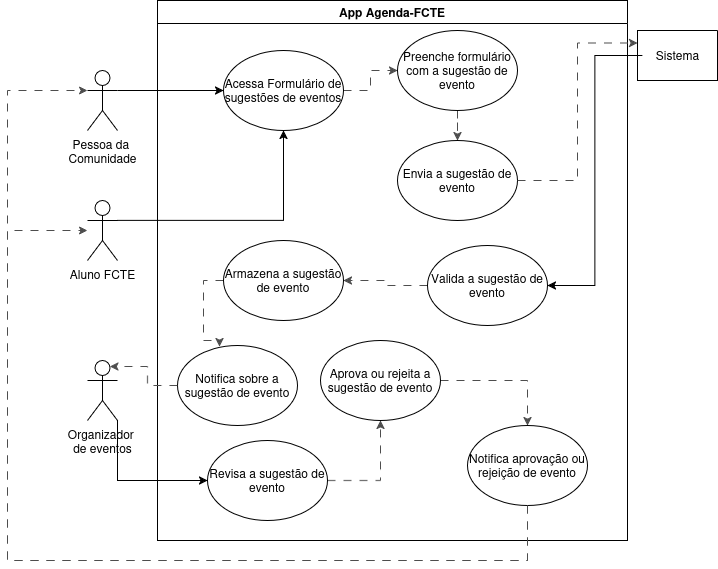 App Agenda-FCTE
Preenche formulário
com a sugestão de
evento
Sistema
Acessa Formulário de
sugestões de eventos
Pessoa da
Comunidade
Envia a sugestão de
evento
Aluno FCTE
Armazena a sugestão
de evento
Valida a sugestão de
evento
Notifica sobre a
sugestão de evento
Aprova ou rejeita a
sugestão de evento
Organizador
de eventos
Revisa a sugestão de
evento
Notifica aprovação ou
rejeição de evento